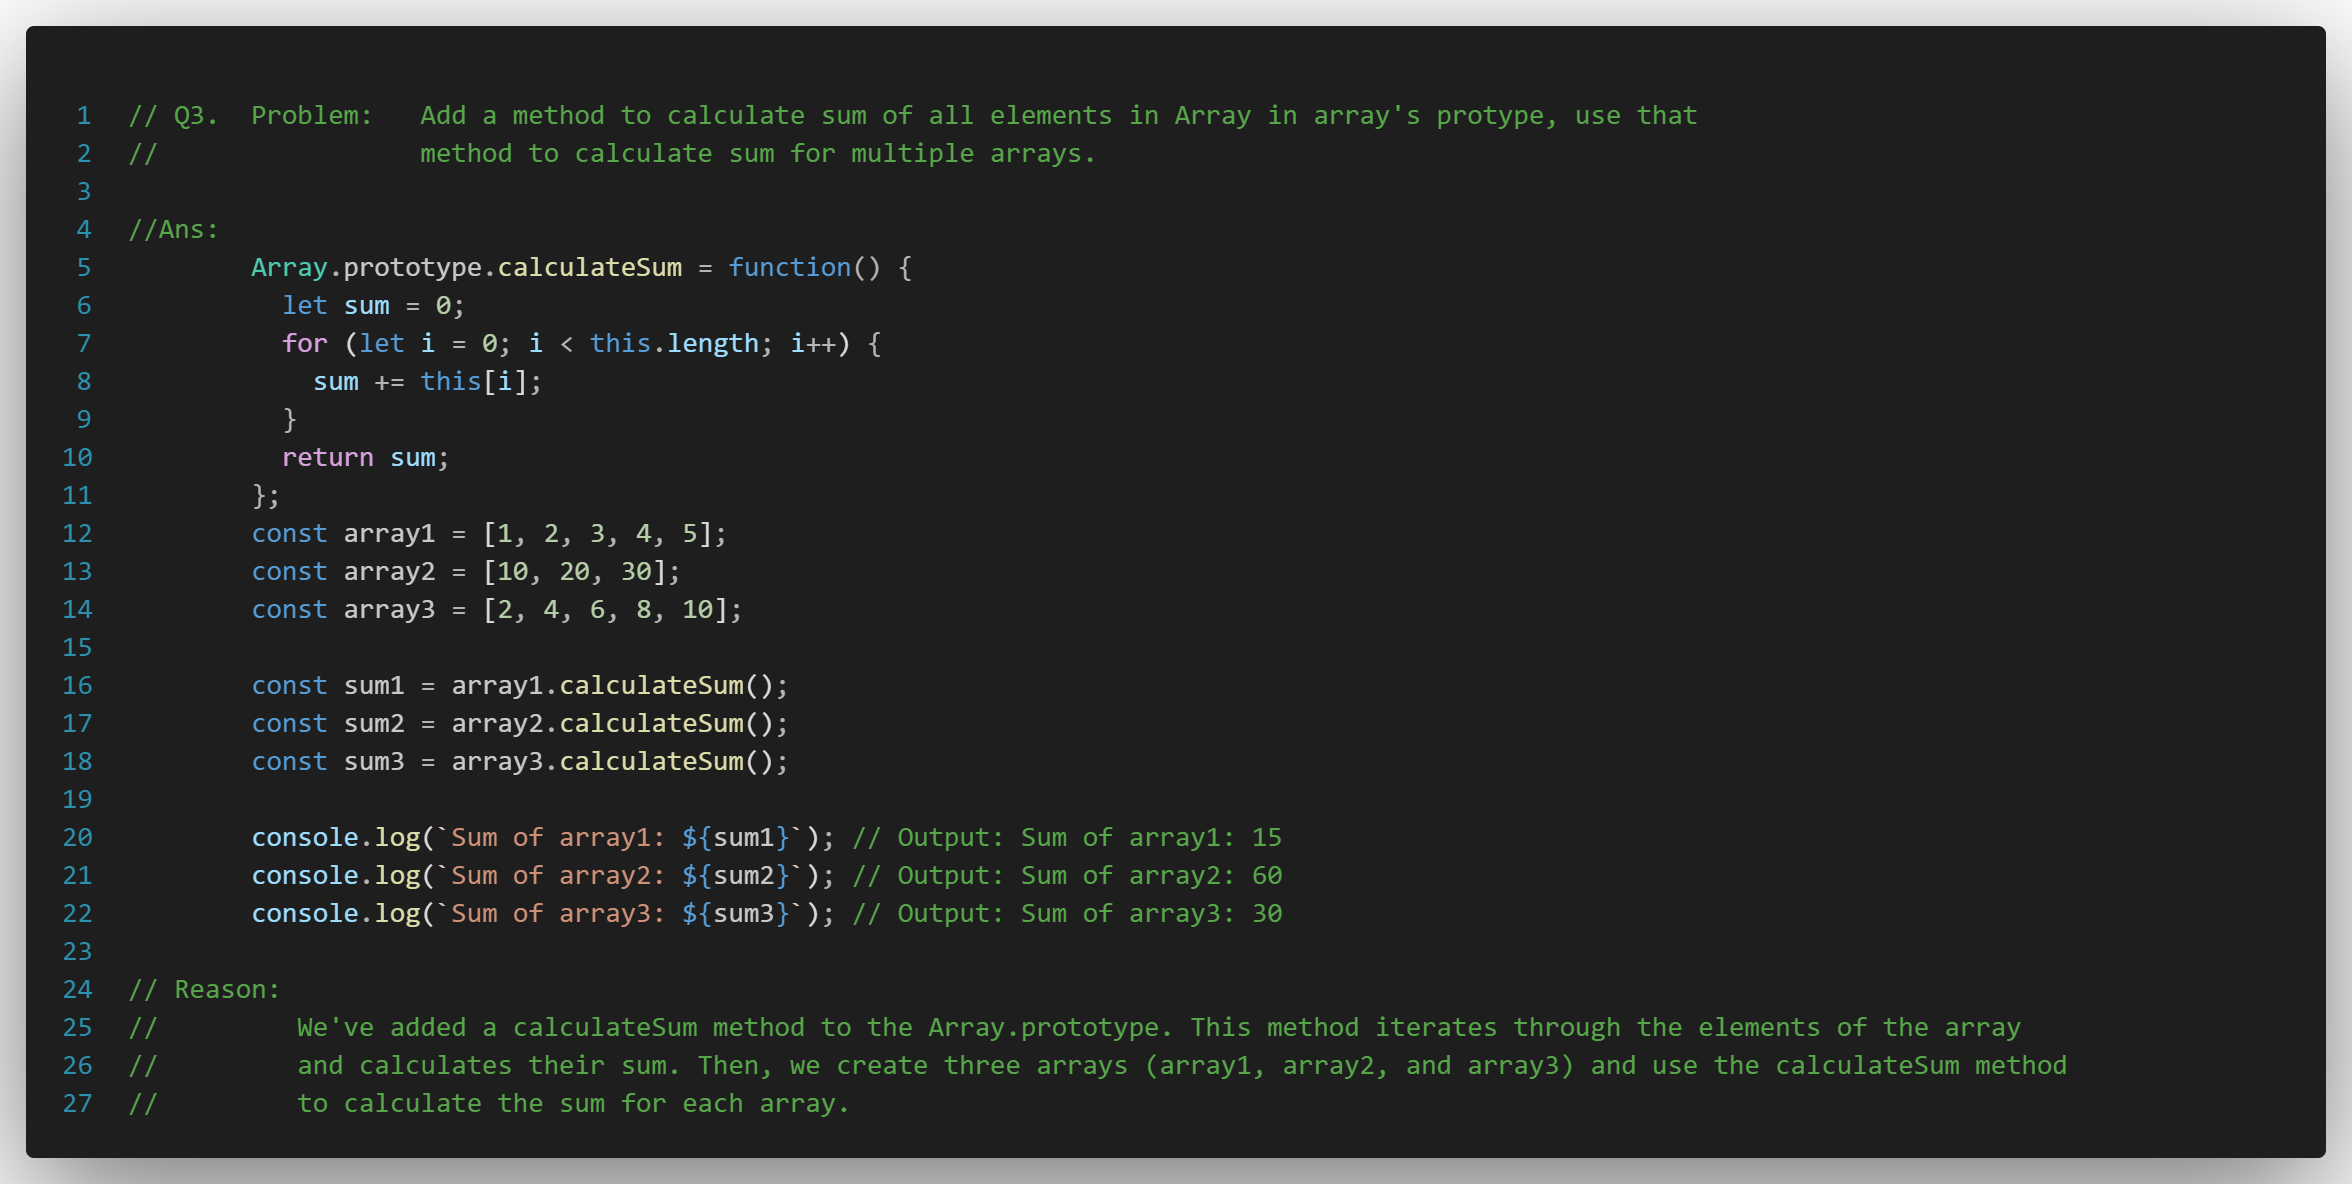 1 // Q3.  Problem:   Add a method to calculate sum of all elements in Array in array's protype, use that
2 //                 method to calculate sum for multiple arrays.
3
4 //Ans:
5         Array.prototype.calculateSum = function() {
6           let sum = 0;
7           for (let i = 0; i < this.length; i++) {
8             sum += this[i];
9           }
10           return sum;
11         };
12         const array1 = [1, 2, 3, 4, 5];
13         const array2 = [10, 20, 30];
14         const array3 = [2, 4, 6, 8, 10];
15
16         const sum1 = array1.calculateSum();
17         const sum2 = array2.calculateSum();
18         const sum3 = array3.calculateSum();
19
20         console.log(`Sum of array1: ${sum1}`); // Output: Sum of array1: 15
21         console.log(`Sum of array2: ${sum2}`); // Output: Sum of array2: 60
22         console.log(`Sum of array3: ${sum3}`); // Output: Sum of array3: 30
23
24 // Reason:
25 //         We've added a calculateSum method to the Array.prototype. This method iterates through the elements of the array
26 //         and calculates their sum. Then, we create three arrays (array1, array2, and array3) and use the calculateSum method
27 //         to calculate the sum for each array.